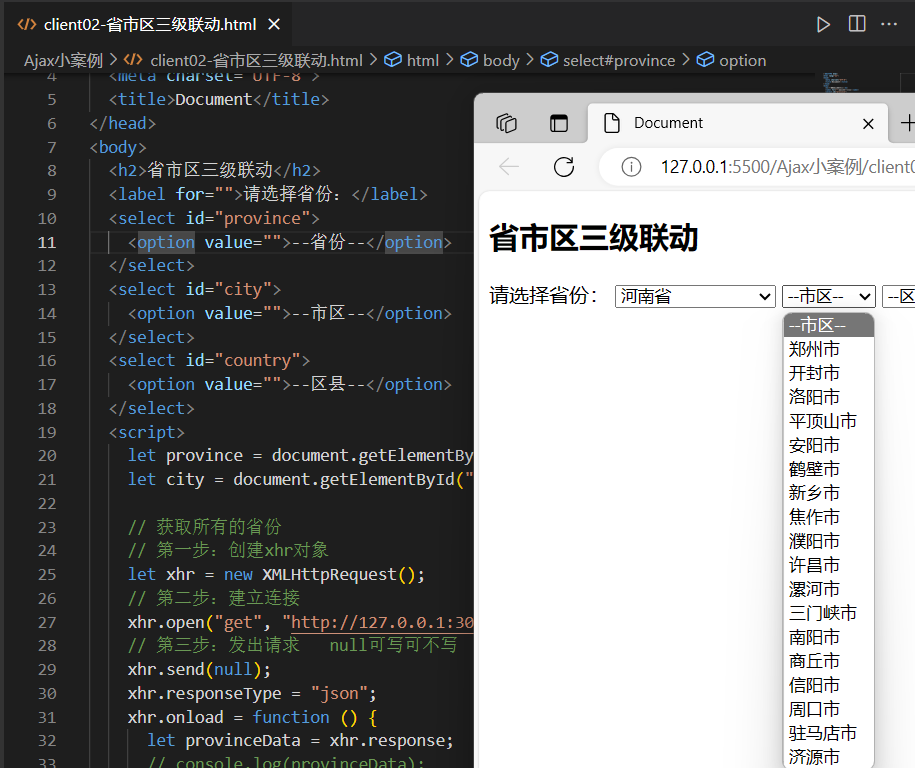 client02-省市区三级联动.html
Ajax小案例 > client02-省市区三级联动.html > html > body > select#province > option
4 <meta charset="UTF-8">
5 <title>Document</title>
6 </head>
7 <body>
8 <h2>省市区三级联动</h2>
9 <label for="">请选择省份：</label>
10 <select id="province">
11 <option value="">--省份--</option>
12 </select>
13 <select id="city">
14 <option value="">--市区--</option>
15 </select>
16 <select id="country">
17 <option value="">--区县--</option>
18 </select>
19 <script>
20 let province = document.getElementBy
21 let city = document.getElementById("
22
23 // 获取所有的省份
24 // 第一步：创建xhr对象
25 let xhr = new XMLHttpRequest();
26 // 第二步：建立连接
27 xhr.open("get", "http://127.0.0.1:30
28 // 第三步：发出请求 null可写可不写
29 xhr.send(null);
30 xhr.responseType = "json";
31 xhr.onload = function () {
32 let provinceData = xhr.response;
33 // console.log(provinceData);
Document
127.0.0.1:5500/Ajax小案例/client0
省市区三级联动
请选择省份： 河南省 --市区-- --区
--市区--
郑州市
开封市
洛阳市
平顶山市
安阳市
鹤壁市
新乡市
焦作市
濮阳市
许昌市
漯河市
三门峡市
南阳市
商丘市
信阳市
周口市
驻马店市
济源市